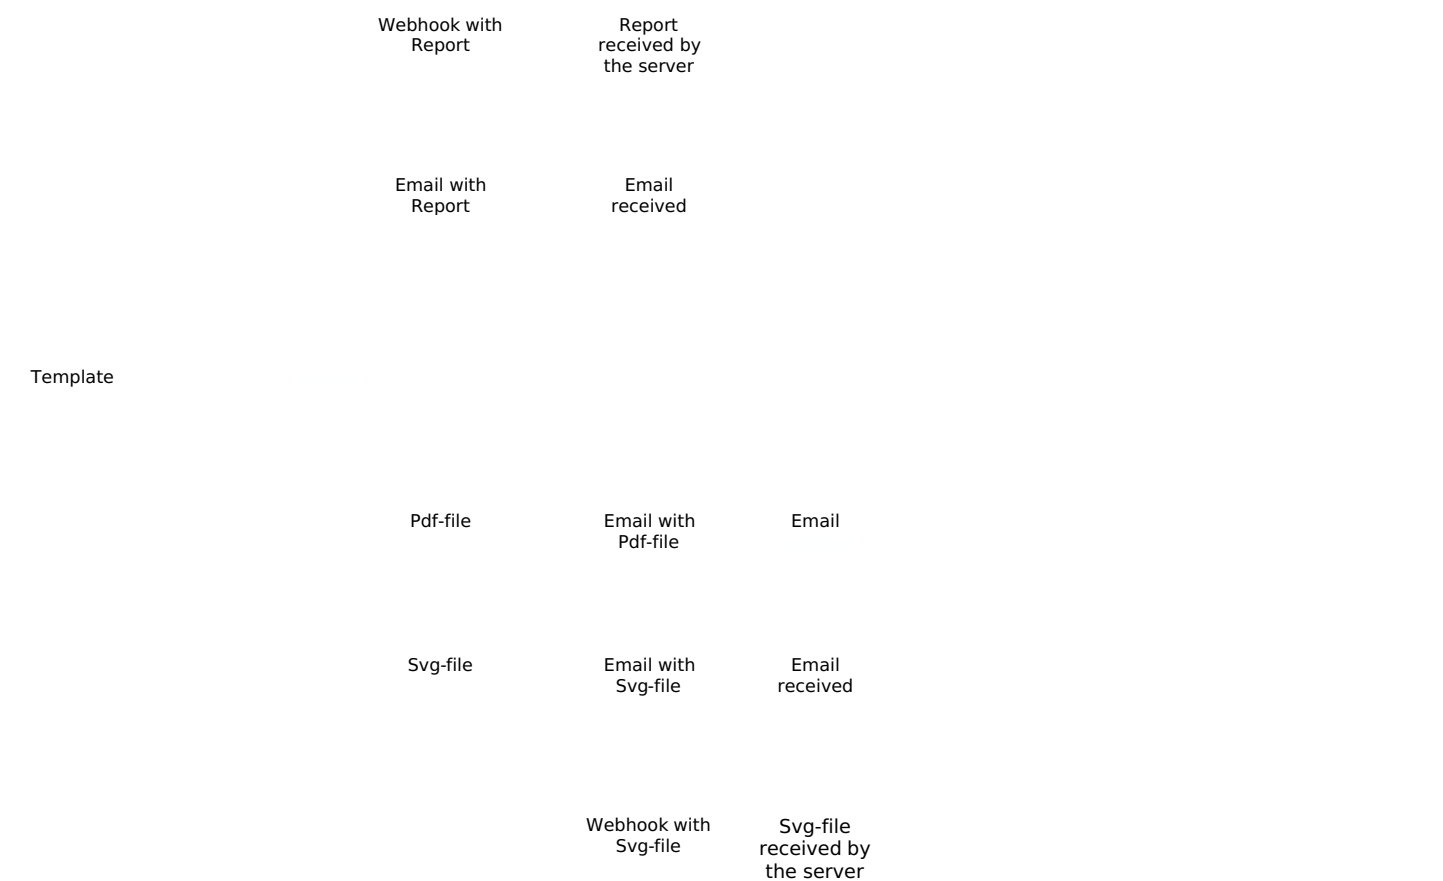 Webhook with
Report
Report
received by
the server
Email with
Report
Email
received
Template
Pdf-file
Email with
Pdf-file
Email
Svg-file
Email with
Svg-file
Email
received
Webhook with
Svg-file
Svg-file
received by
the server